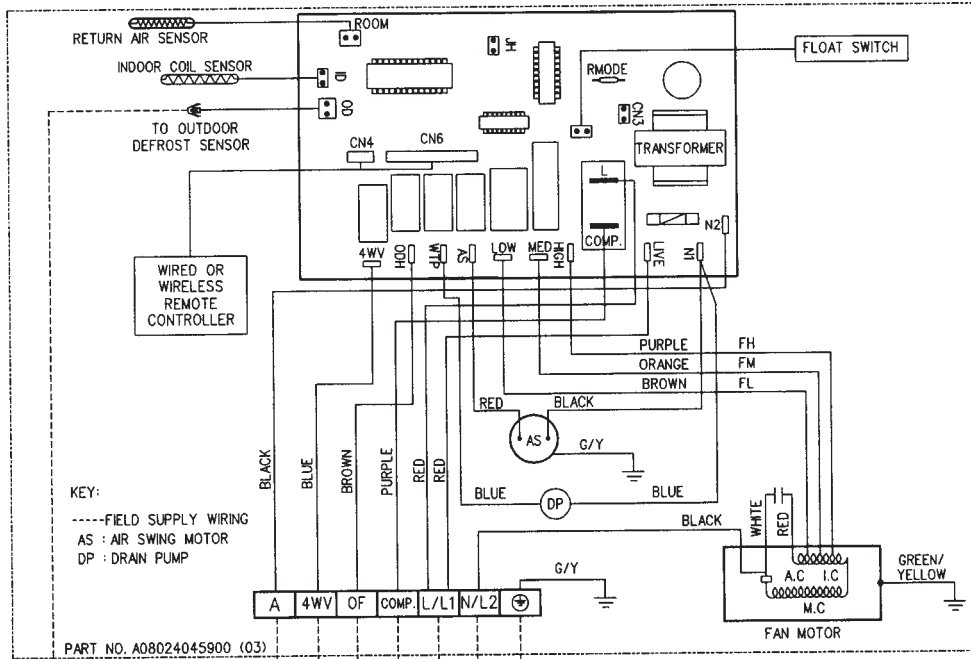 RETURN AIR SENSOR
ROOM
INDOOR COIL SENSOR
ID
OD
TO OUTDOOR
DEFROST SENSOR
JH
RMODE
CN3
FLOAT SWITCH
TRANSFORMER
CN4
CN6
L
COMP.
N2
4WV
ODH
WTP
AS
LOW
MED
HIGH
LIVE
N1
WIRED OR
WIRELESS
REMOTE
CONTROLLER
PURPLE FH
ORANGE FM
BROWN FL
RED
BLACK
AS
G/Y
BLACK
BLUE
BROWN
PURPLE
RED
RED
BLUE
DP
BLUE
BLACK
WHITE
RED
KEY:
-----FIELD SUPPLY WIRING
AS : AIR SWING MOTOR
DP : DRAIN PUMP
A.C I.C
M.C
GREEN/
YELLOW
FAN MOTOR
G/Y
A 4WV OF COMP. L/L1 N/L2
PART NO. A08024045900 (03)